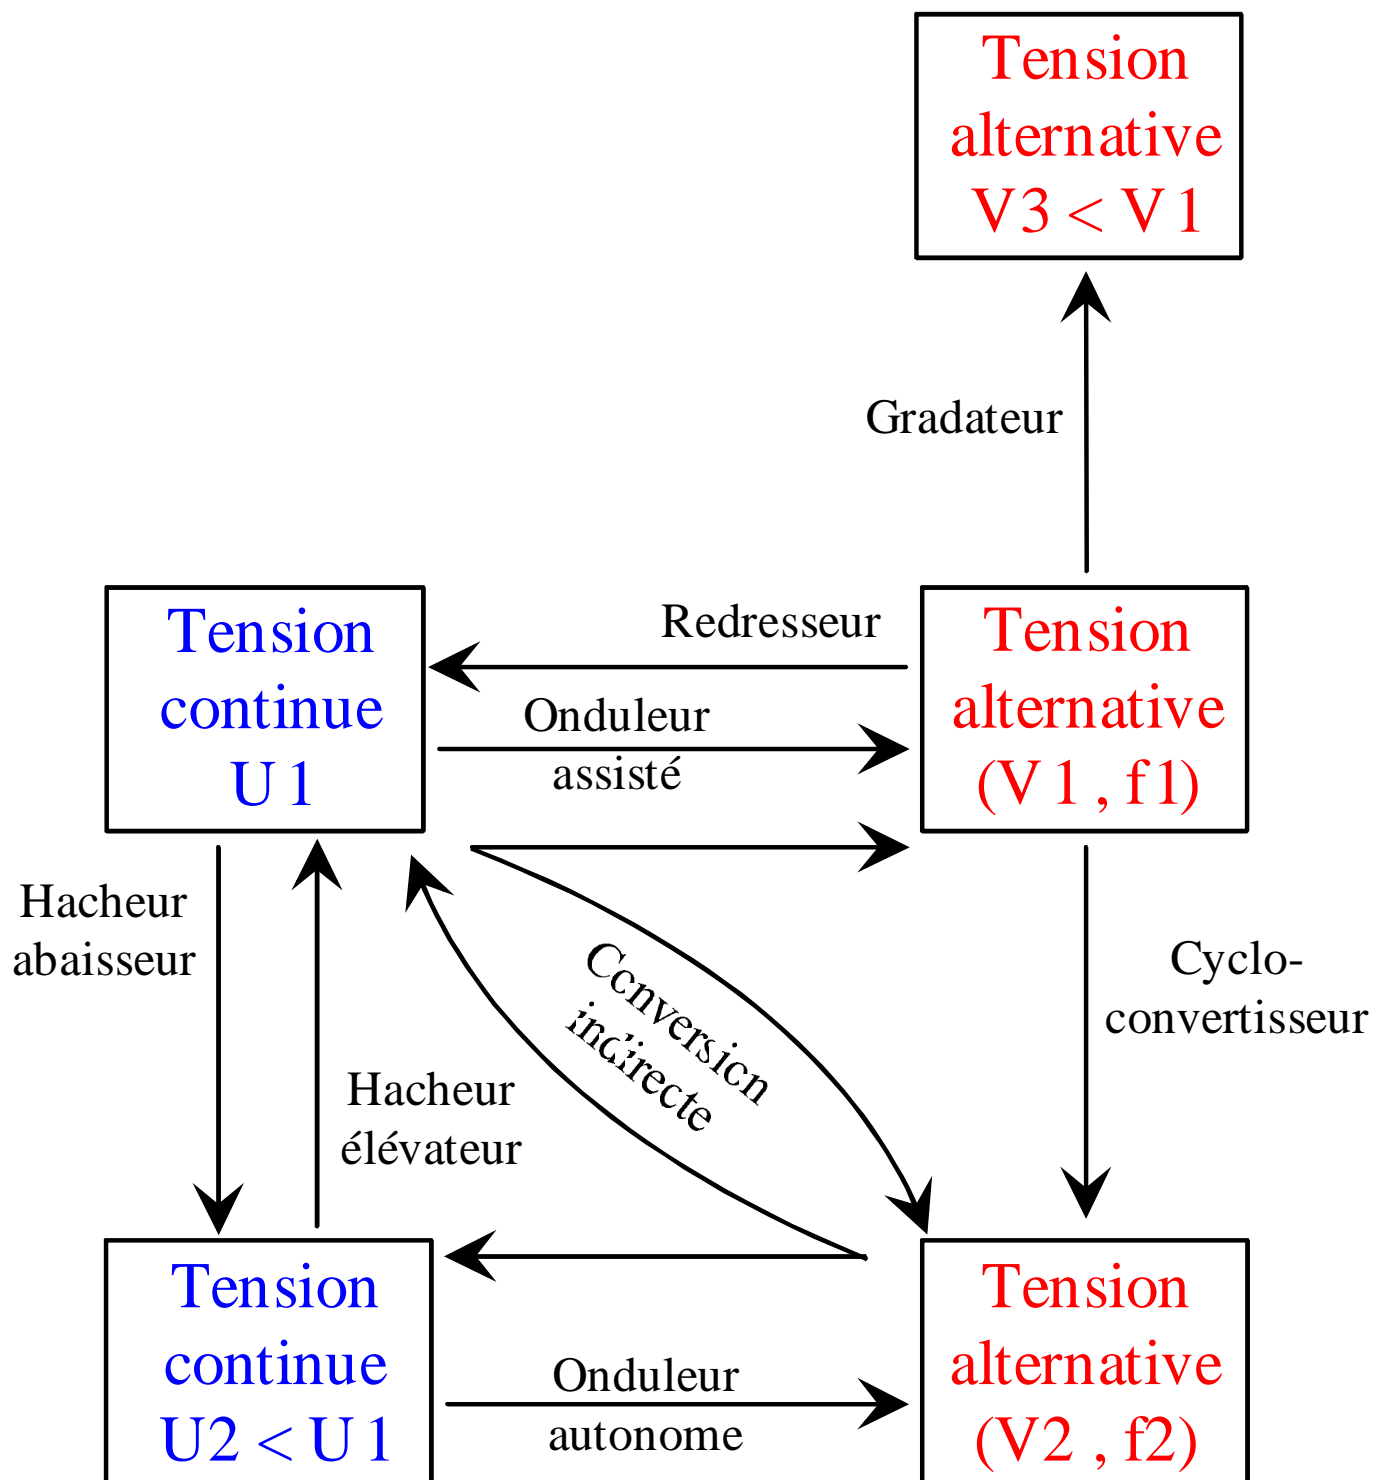 Tension
alternative
V3 < V1
Gradateur
Tension
continue
U1
Redresseur
Onduleur
assisté
Tension
alternative
(V1 , f1)
Hacheur
abaisseur
Conversion
indirecte
Cyclo-
convertisseur
Hacheur
élévateur
Tension
continue
U2 < U1
Onduleur
autonome
Tension
alternative
(V2 , f2)